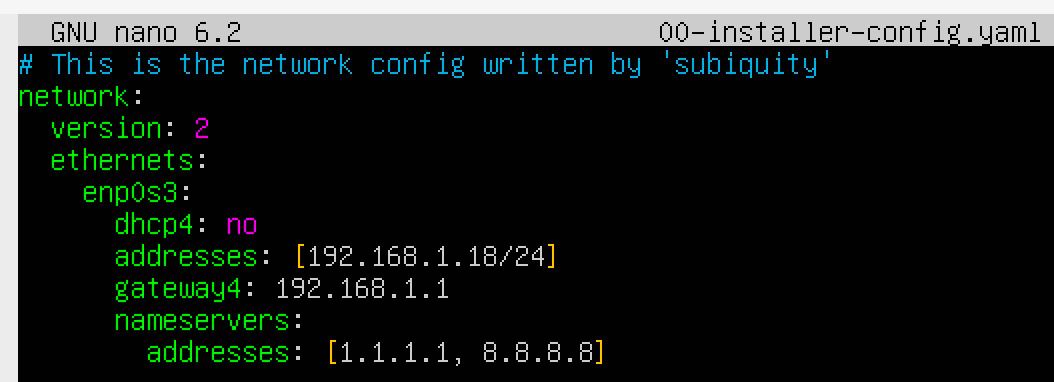 GNU nano 6.2 00-installer-config.yaml
# This is the network config written by 'subiquity'
network:
  version: 2
  ethernets:
    enp0s3:
      dhcp4: no
      addresses: [192.168.1.18/24]
      gateway4: 192.168.1.1
      nameservers:
        addresses: [1.1.1.1, 8.8.8.8]